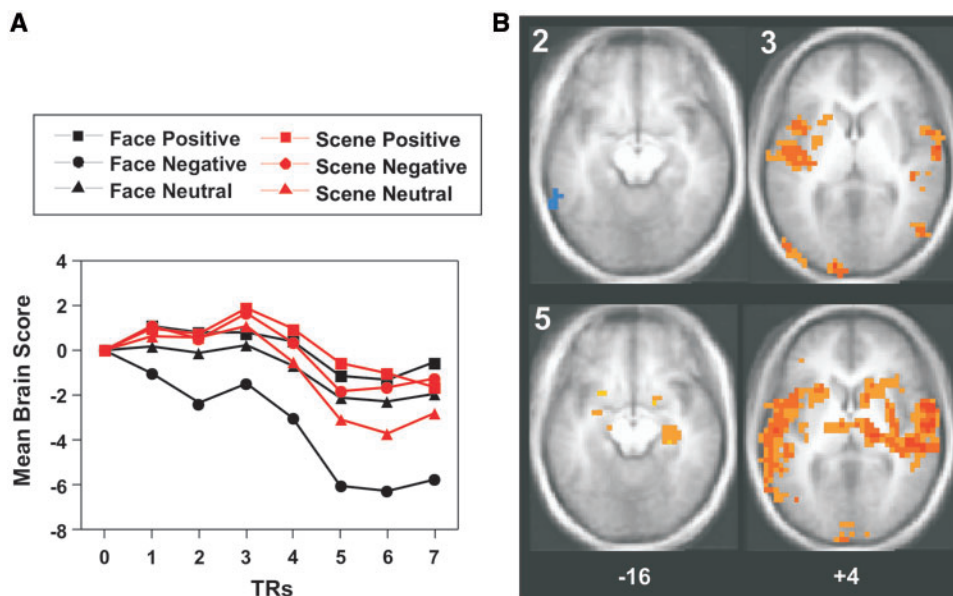 A
Face Positive
Face Negative
Face Neutral
Scene Positive
Scene Negative
Scene Neutral
Mean Brain Score
4
2
0
-2
-4
-6
-8
0 1 2 3 4 5 6 7
TRs
B
2
3
5
-16
+4